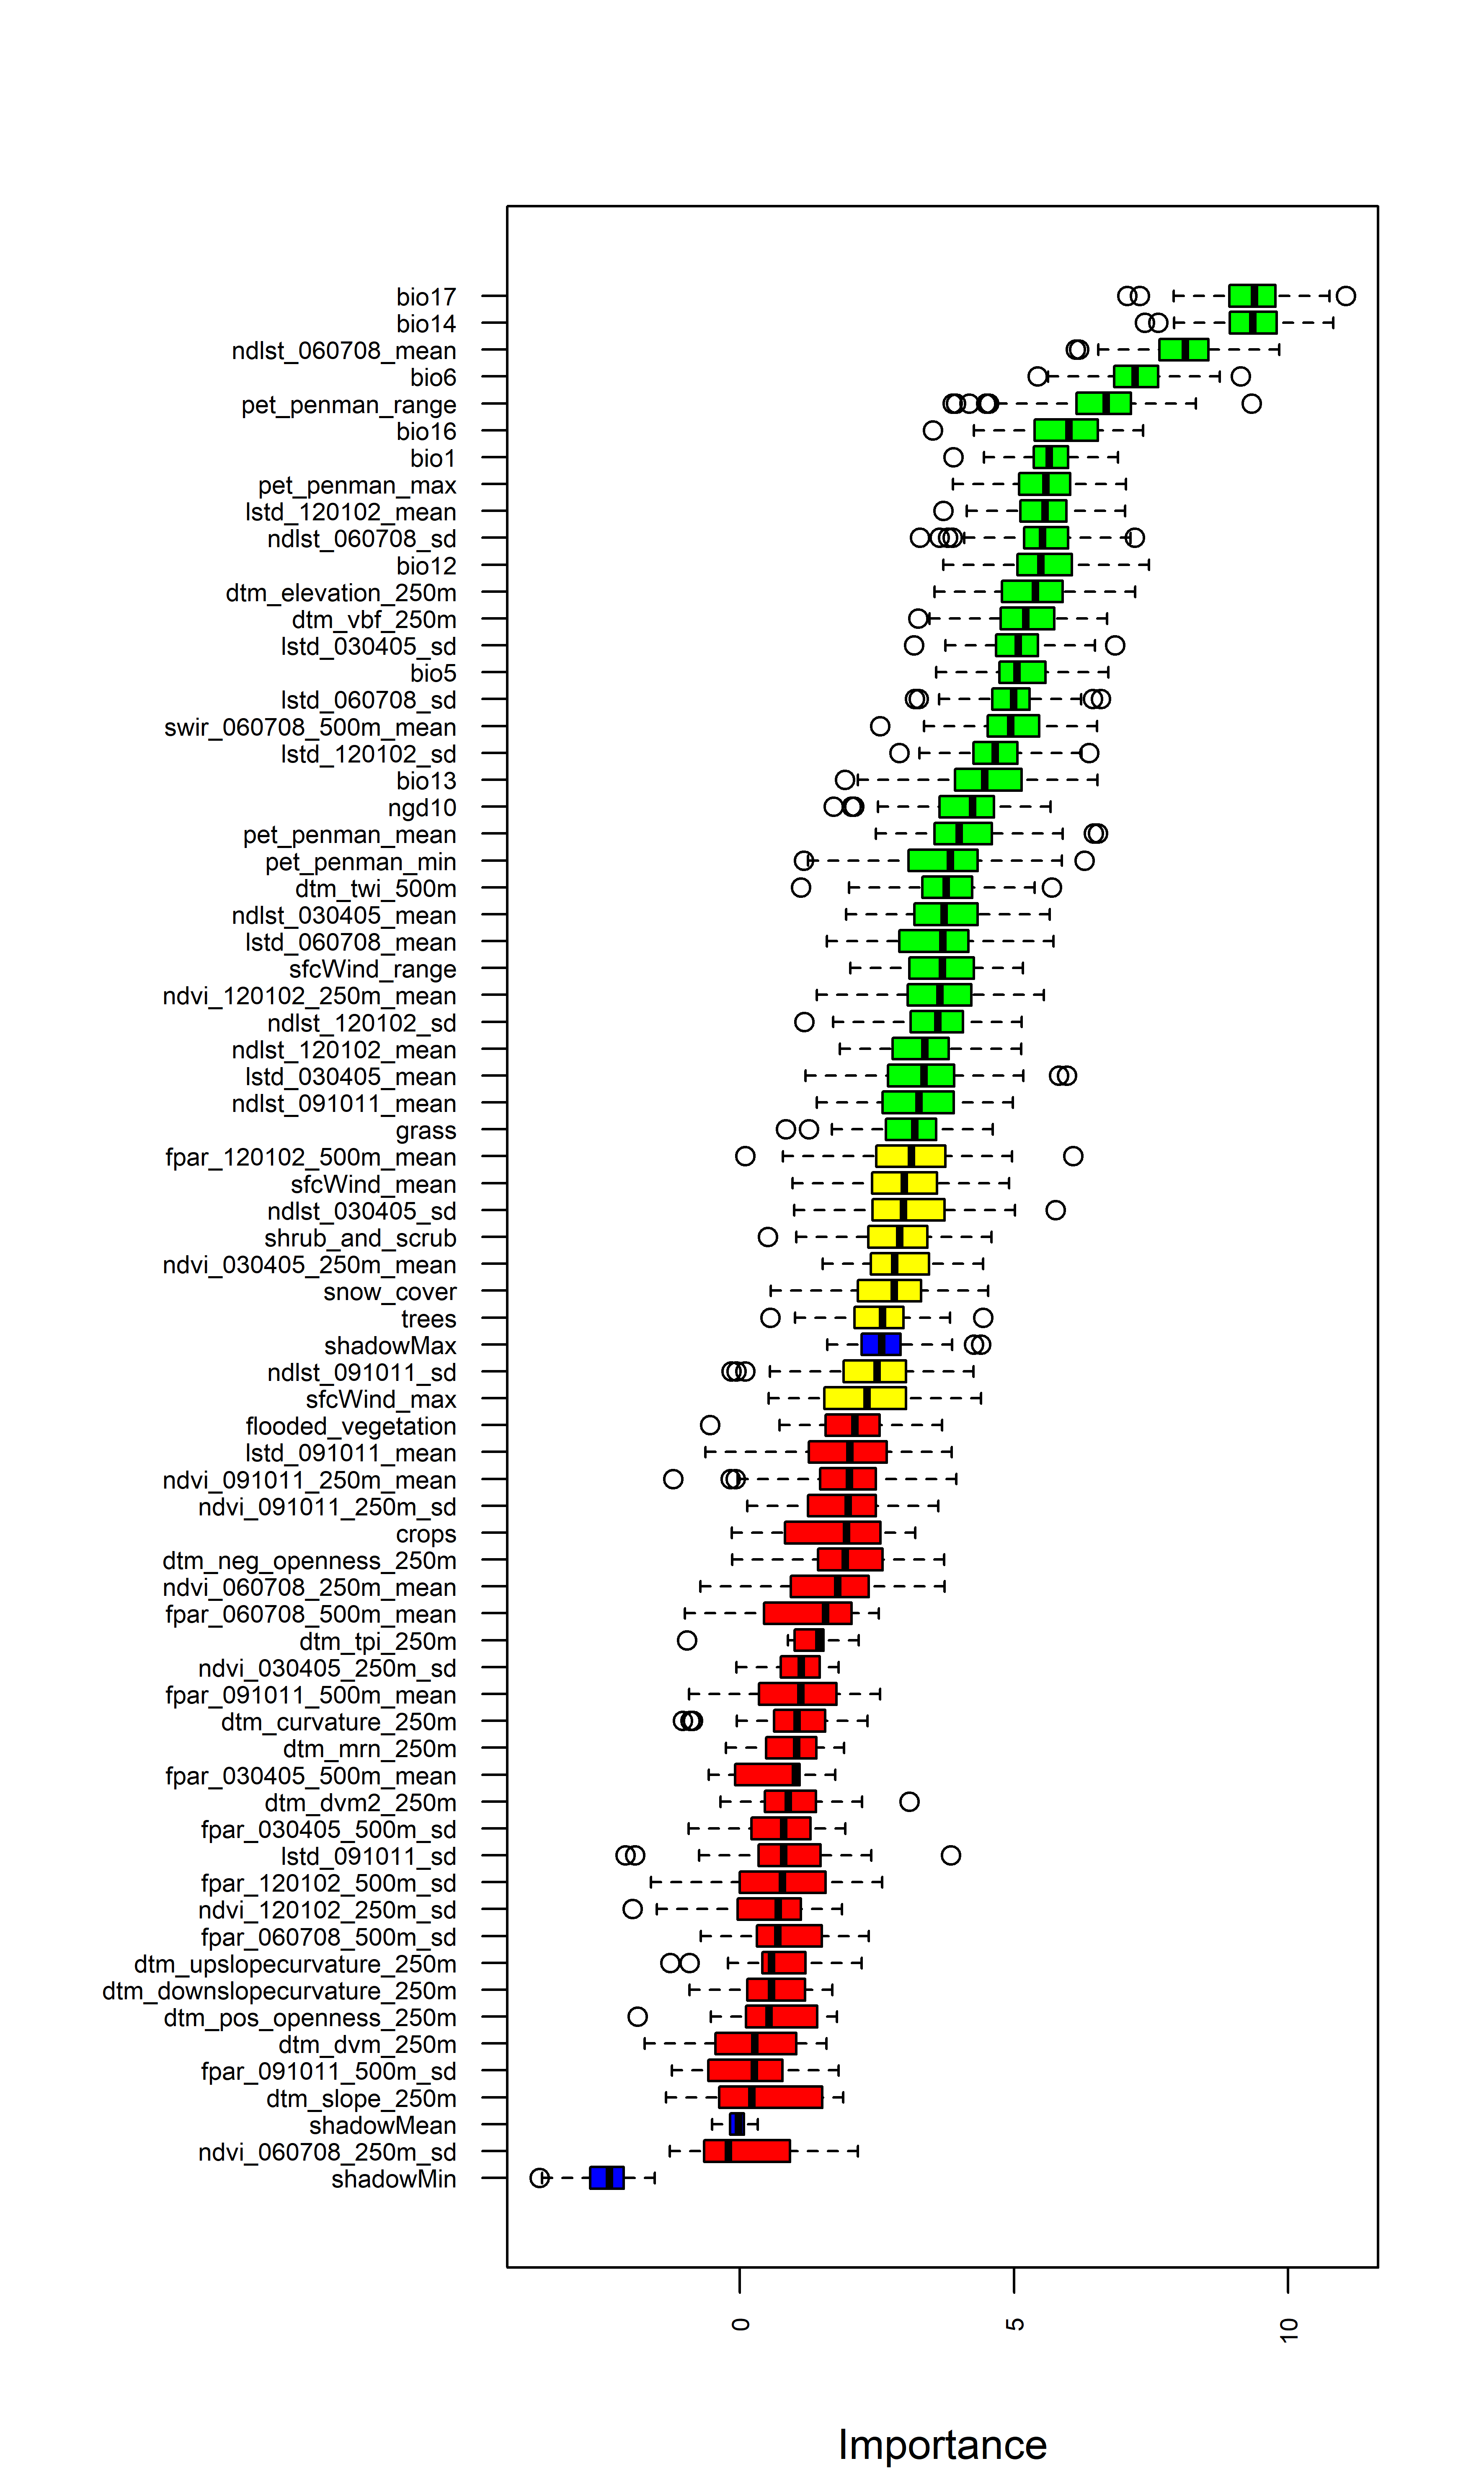 bio17
bio14
ndlst_060708_mean
bio6
pet_penman_range
bio16
bio1
pet_penman_max
lstd_120102_mean
ndlst_060708_sd
bio12
dtm_elevation_250m
dtm_vbf_250m
lstd_030405_sd
bio5
lstd_060708_sd
swir_060708_500m_mean
lstd_120102_sd
bio13
ngd10
pet_penman_mean
pet_penman_min
dtm_twi_500m
ndlst_030405_mean
lstd_060708_mean
sfcWind_range
ndvi_120102_250m_mean
ndlst_120102_sd
ndlst_120102_mean
lstd_030405_mean
ndlst_091011_mean
grass
fpar_120102_500m_mean
sfcWind_mean
ndlst_030405_sd
shrub_and_scrub
ndvi_030405_250m_mean
snow_cover
trees
shadowMax
ndlst_091011_sd
sfcWind_max
flooded_vegetation
lstd_091011_mean
ndvi_091011_250m_mean
ndvi_091011_250m_sd
crops
dtm_neg_openness_250m
ndvi_060708_250m_mean
fpar_060708_500m_mean
dtm_tpi_250m
ndvi_030405_250m_sd
fpar_091011_500m_mean
dtm_curvature_250m
dtm_mrn_250m
fpar_030405_500m_mean
dtm_dvm2_250m
fpar_030405_500m_sd
lstd_091011_sd
fpar_120102_500m_sd
ndvi_120102_250m_sd
fpar_060708_500m_sd
dtm_upslopecurvature_250m
dtm_downslopecurvature_250m
dtm_pos_openness_250m
dtm_dvm_250m
fpar_091011_500m_sd
dtm_slope_250m
shadowMean
ndvi_060708_250m_sd
shadowMin
0 5 10
Importance